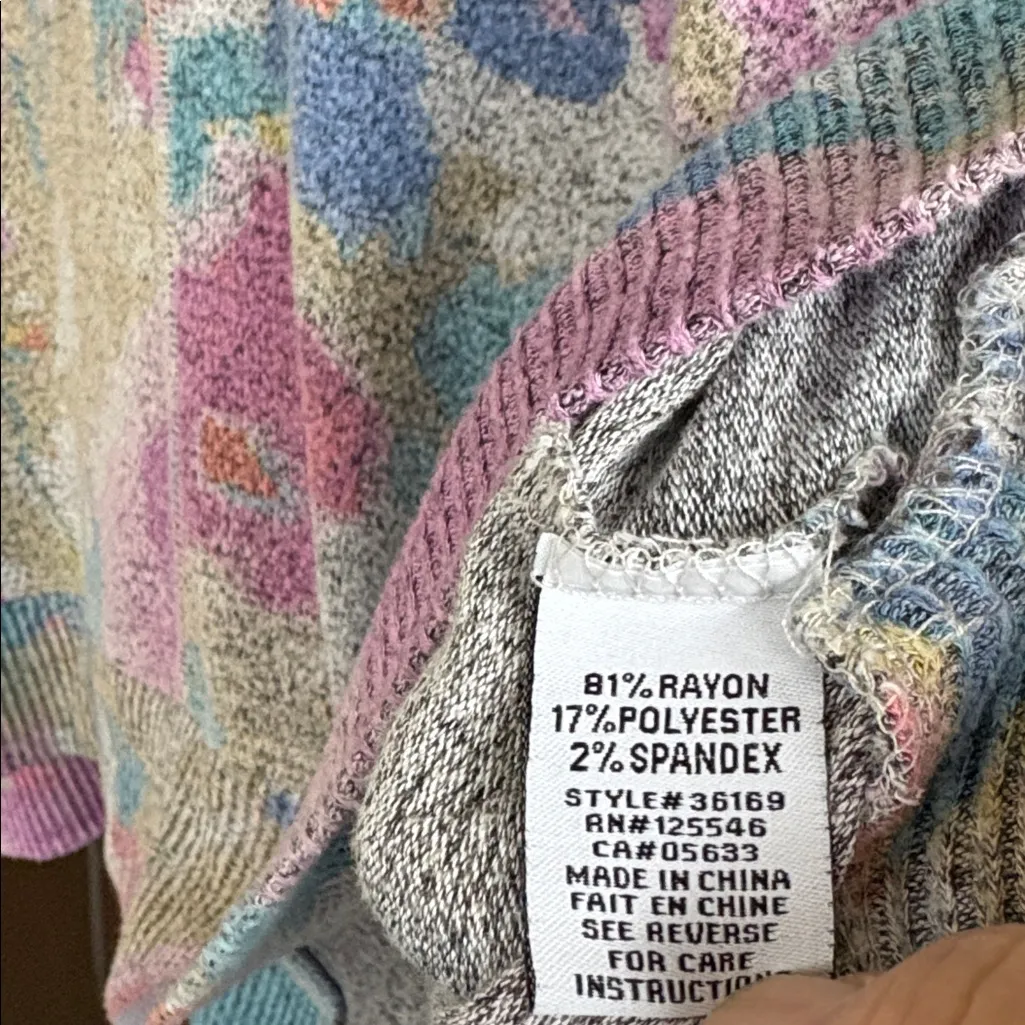 81% RAYON
17% POLYESTER
2% SPANDEX
STYLE# 36169
RN# 125546
CA# 05633
MADE IN CHINA
FAIT EN CHINE
SEE REVERSE
FOR CARE